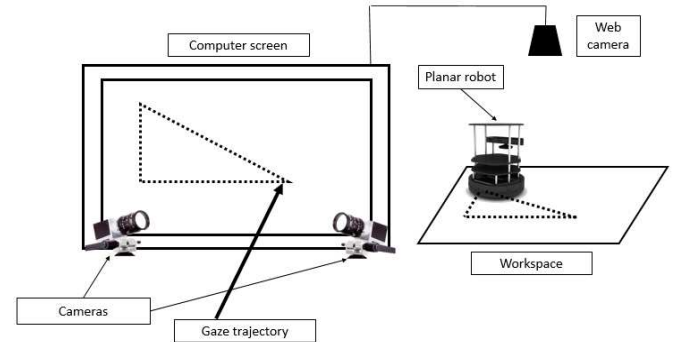 Computer screen
Web
camera
Planar robot
Workspace
Cameras
Gaze trajectory